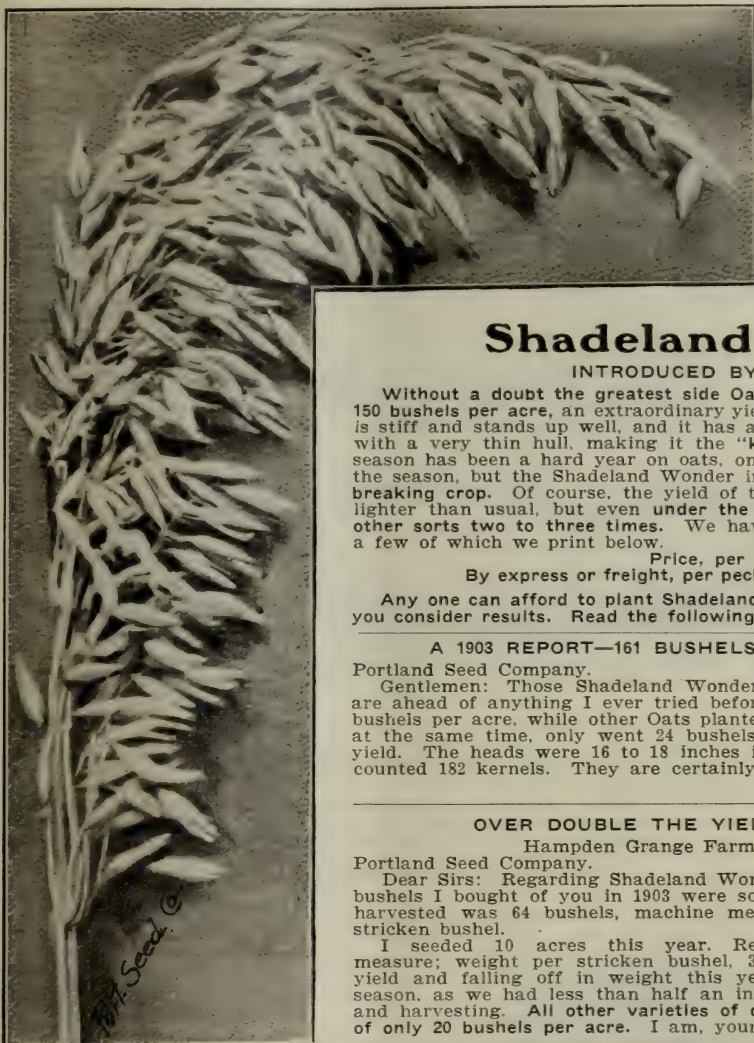 Shadeland
INTRODUCED BY
Without a doubt the greatest side Oa
150 bushels per acre, an extraordinary yie
is stiff and stands up well, and it has a
with a very thin hull, making it the "k
season has been a hard year on oats, on
the season, but the Shadeland Wonder i
breaking crop. Of course, the yield of t
lighter than usual, but even under the
other sorts two to three times. We hav
a few of which we print below.
Price, per
By express or freight, per pec
Any one can afford to plant Shadeland
you consider results. Read the following
A 1903 REPORT—161 BUSHELS
Portland Seed Company.
Gentlemen: Those Shadeland Wonder
are ahead of anything I ever tried befor
bushels per acre, while other Oats plante
at the same time, only went 24 bushels
yield. The heads were 16 to 18 inches i
counted 182 kernels. They are certainly
OVER DOUBLE THE YIE
Hampden Grange Farm
Portland Seed Company.
Dear Sirs: Regarding Shadeland Won
bushels I bought of you in 1903 were so
harvested was 64 bushels, machine me
stricken bushel.
I seeded 10 acres this year. Re
measure; weight per stricken bushel, 3
yield and falling off in weight this ye
season, as we had less than half an in
and harvesting. All other varieties of o
of only 20 bushels per acre. I am, your
Seed Co